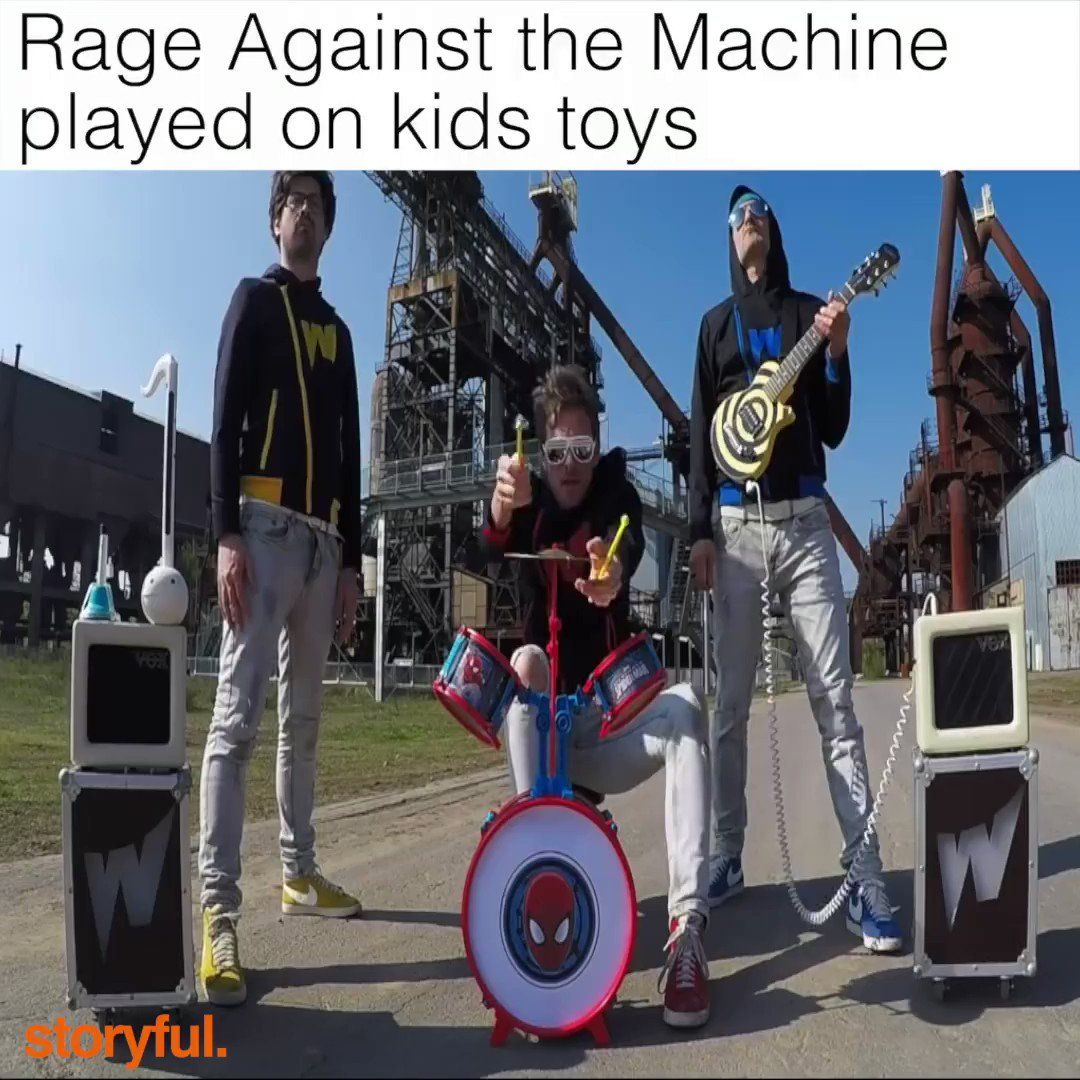 Rage Against the Machine
played on kids toys
W
W
VOX
VOX
W
W
storyful.